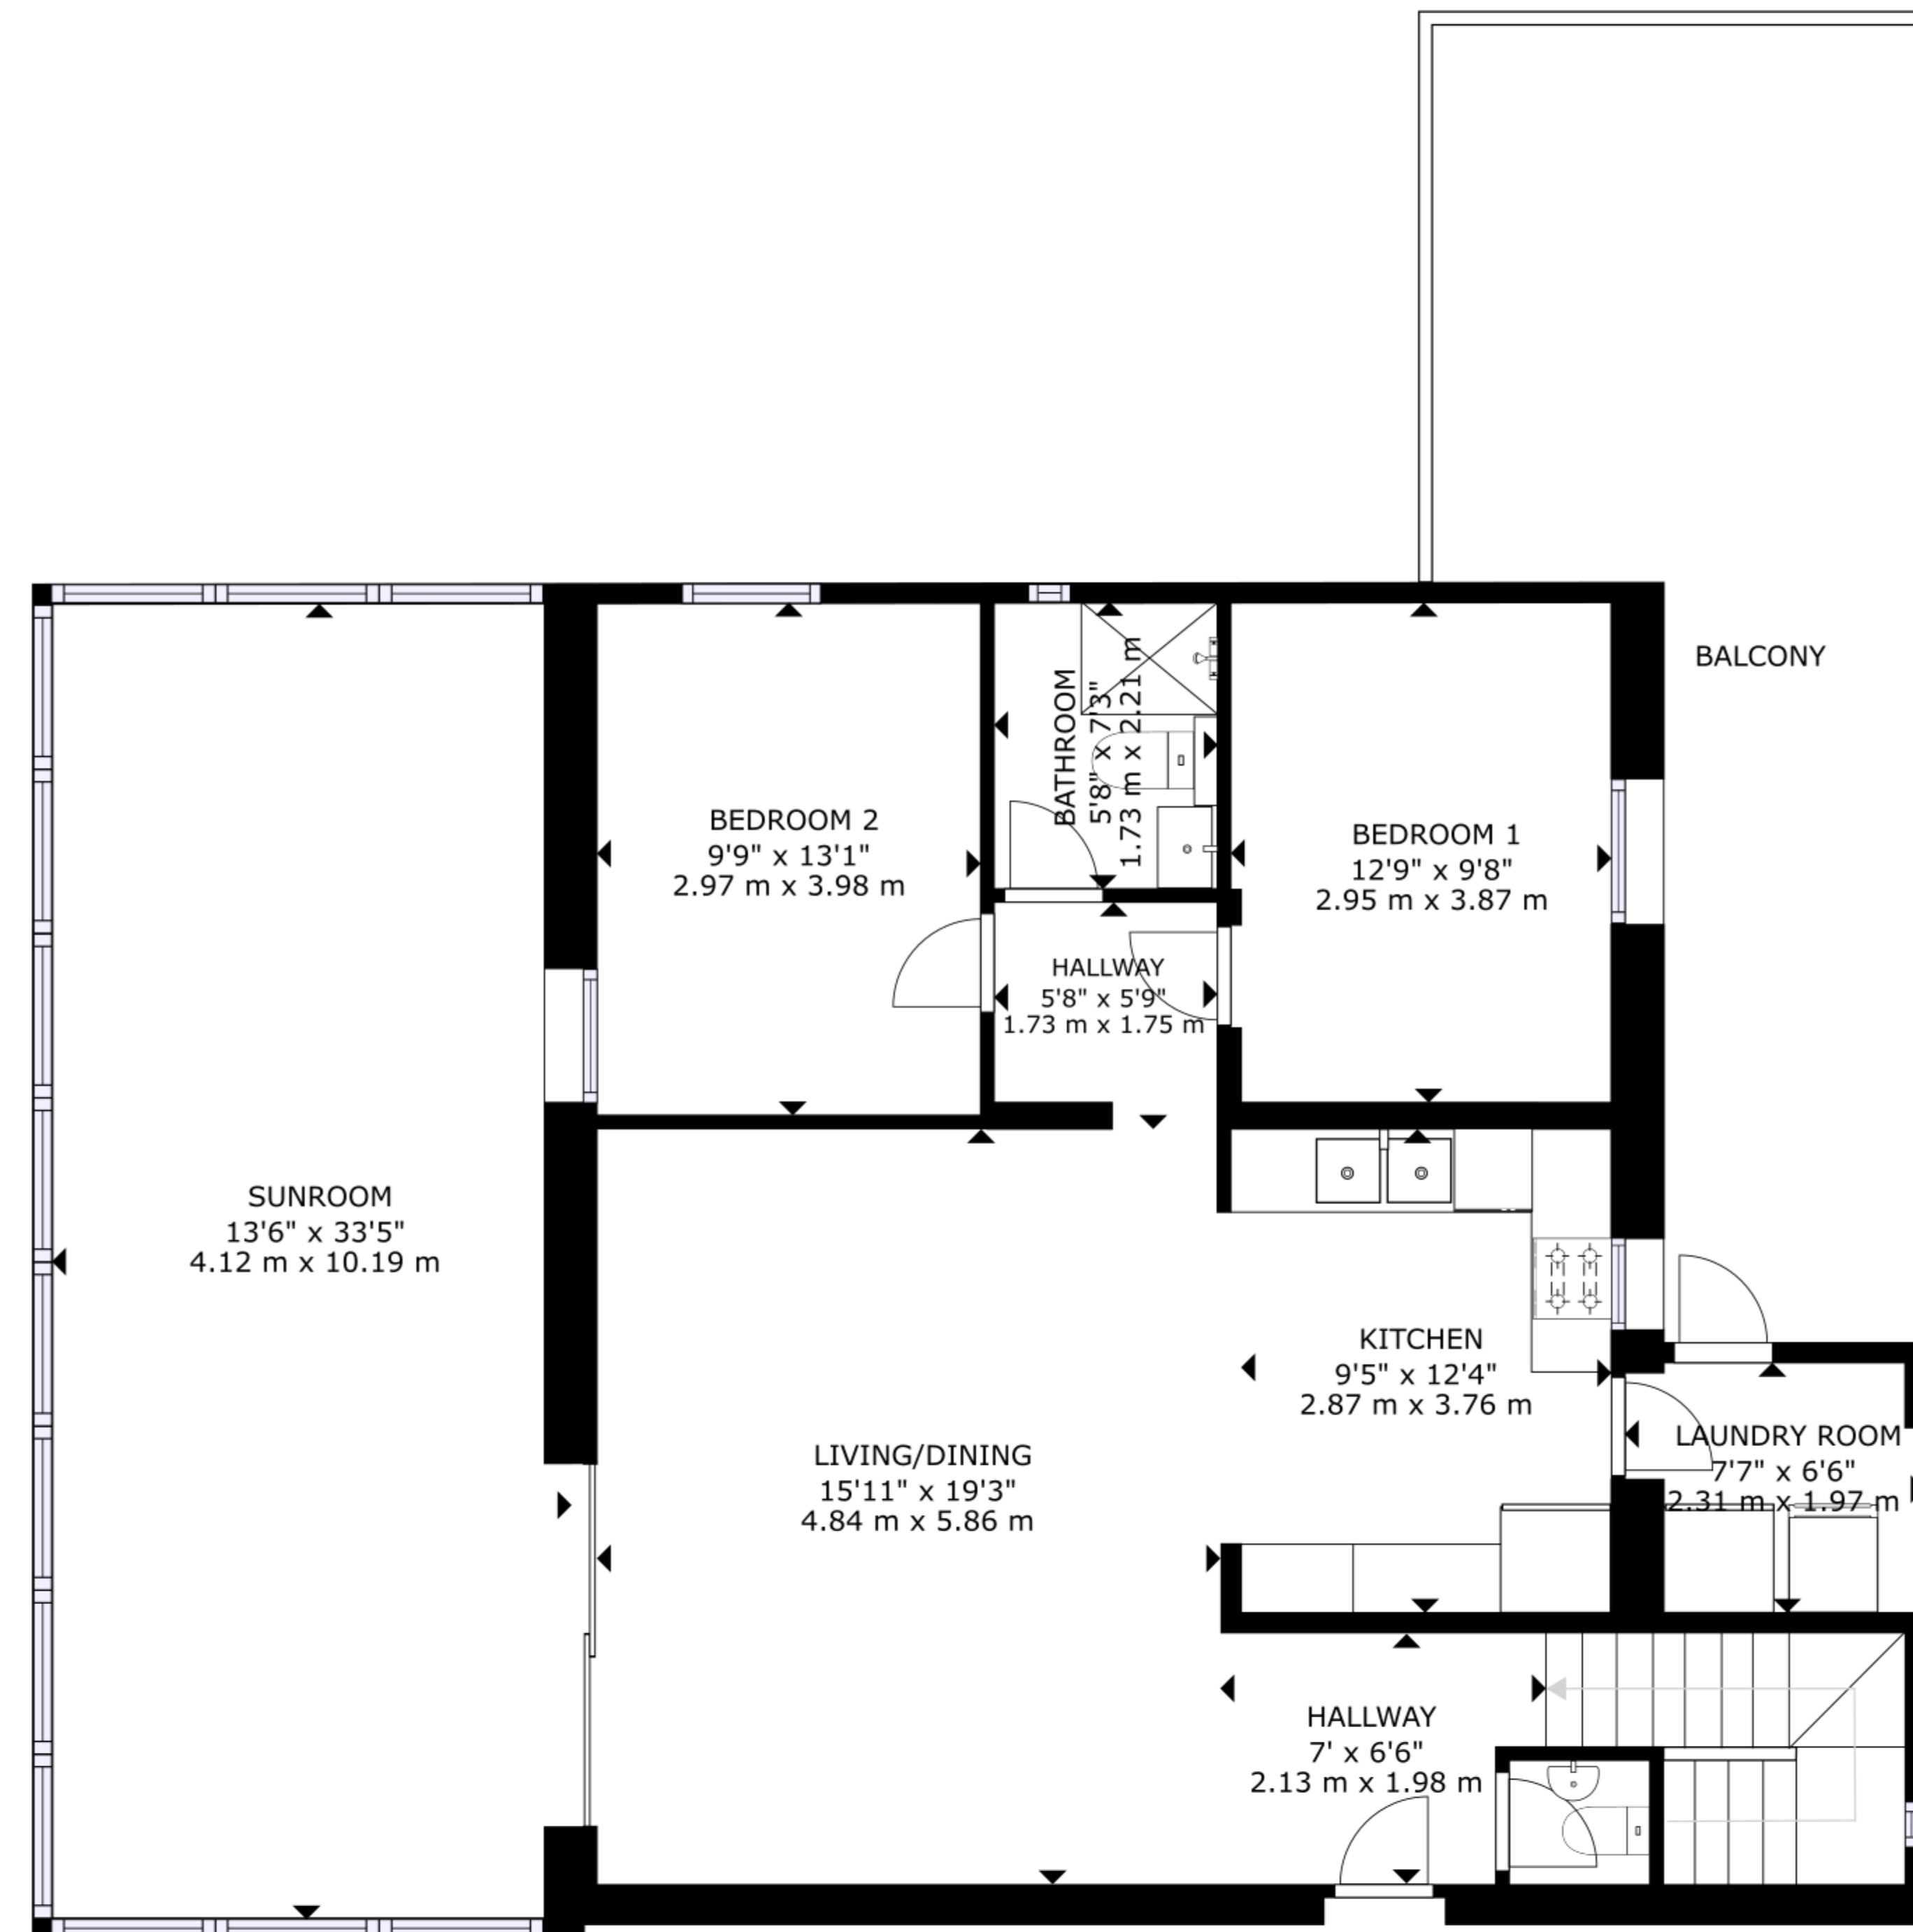 BALCONY
BEDROOM 2
9'9" x 13'1"
2.97 m x 3.98 m
BATHROOM
5'8" x 7'3"
1.73 m x 2.21 m
BEDROOM 1
12'9" x 9'8"
2.95 m x 3.87 m
HALLWAY
5'8" x 5'9"
1.73 m x 1.75 m
SUNROOM
13'6" x 33'5"
4.12 m x 10.19 m
KITCHEN
9'5" x 12'4"
2.87 m x 3.76 m
LIVING/DINING
15'11" x 19'3"
4.84 m x 5.86 m
LAUNDRY ROOM
7'7" x 6'6"
2.31 m x 1.97 m
HALLWAY
7' x 6'6"
2.13 m x 1.98 m